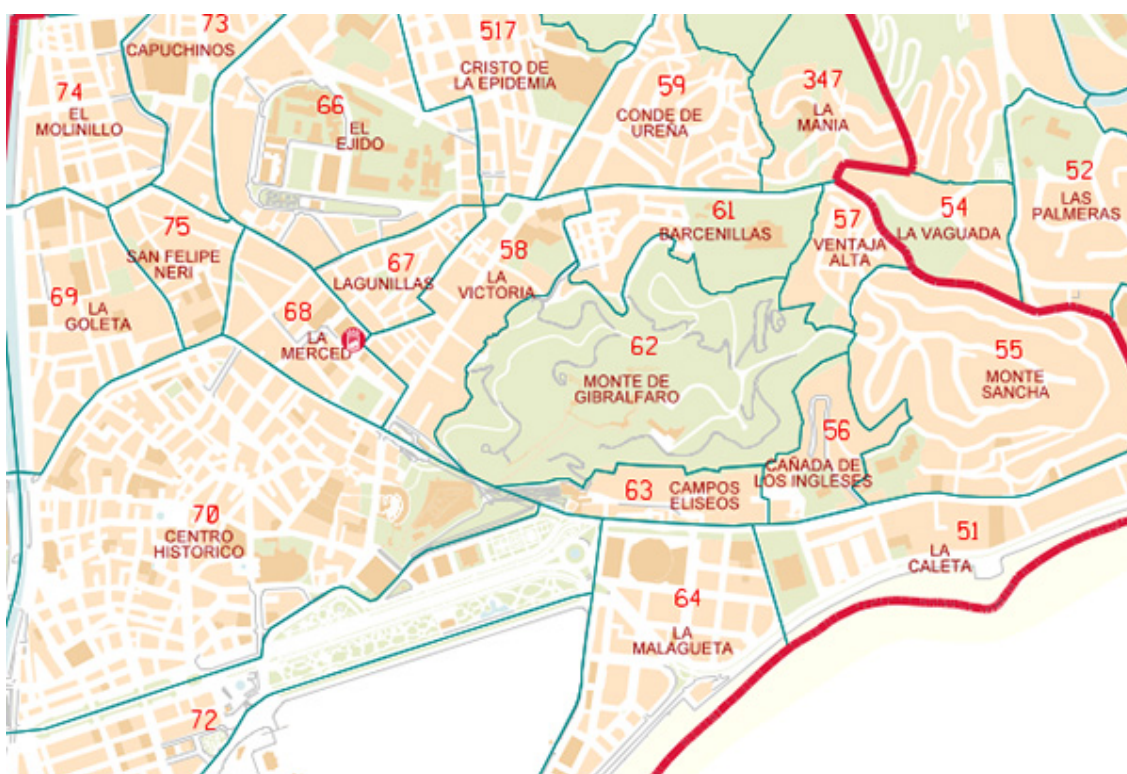 73
CAPUCHINOS
517
CRISTO DE
LA EPIDEMIA
59
CONDE DE
UREÑA
347
LA
MANIA
74
EL
MOLINILLO
66
EL
EJIDO
52
LAS
PALMERAS
75
SAN FELIPE
NERI
67
LAGUNILLAS
58
LA
VICTORIA
61
BARCENILLAS
57
VENTAJA
ALTA
54
LA VAGUADA
69
LA
GOLETA
68
LA
MERCED
62
MONTE DE
GIBRALFARO
55
MONTE
SANCHA
56
CAÑADA DE
LOS INGLESES
63
CAMPOS
ELISEOS
70
CENTRO
HISTORICO
51
LA
CALETA
64
LA
MALAGUETA
72